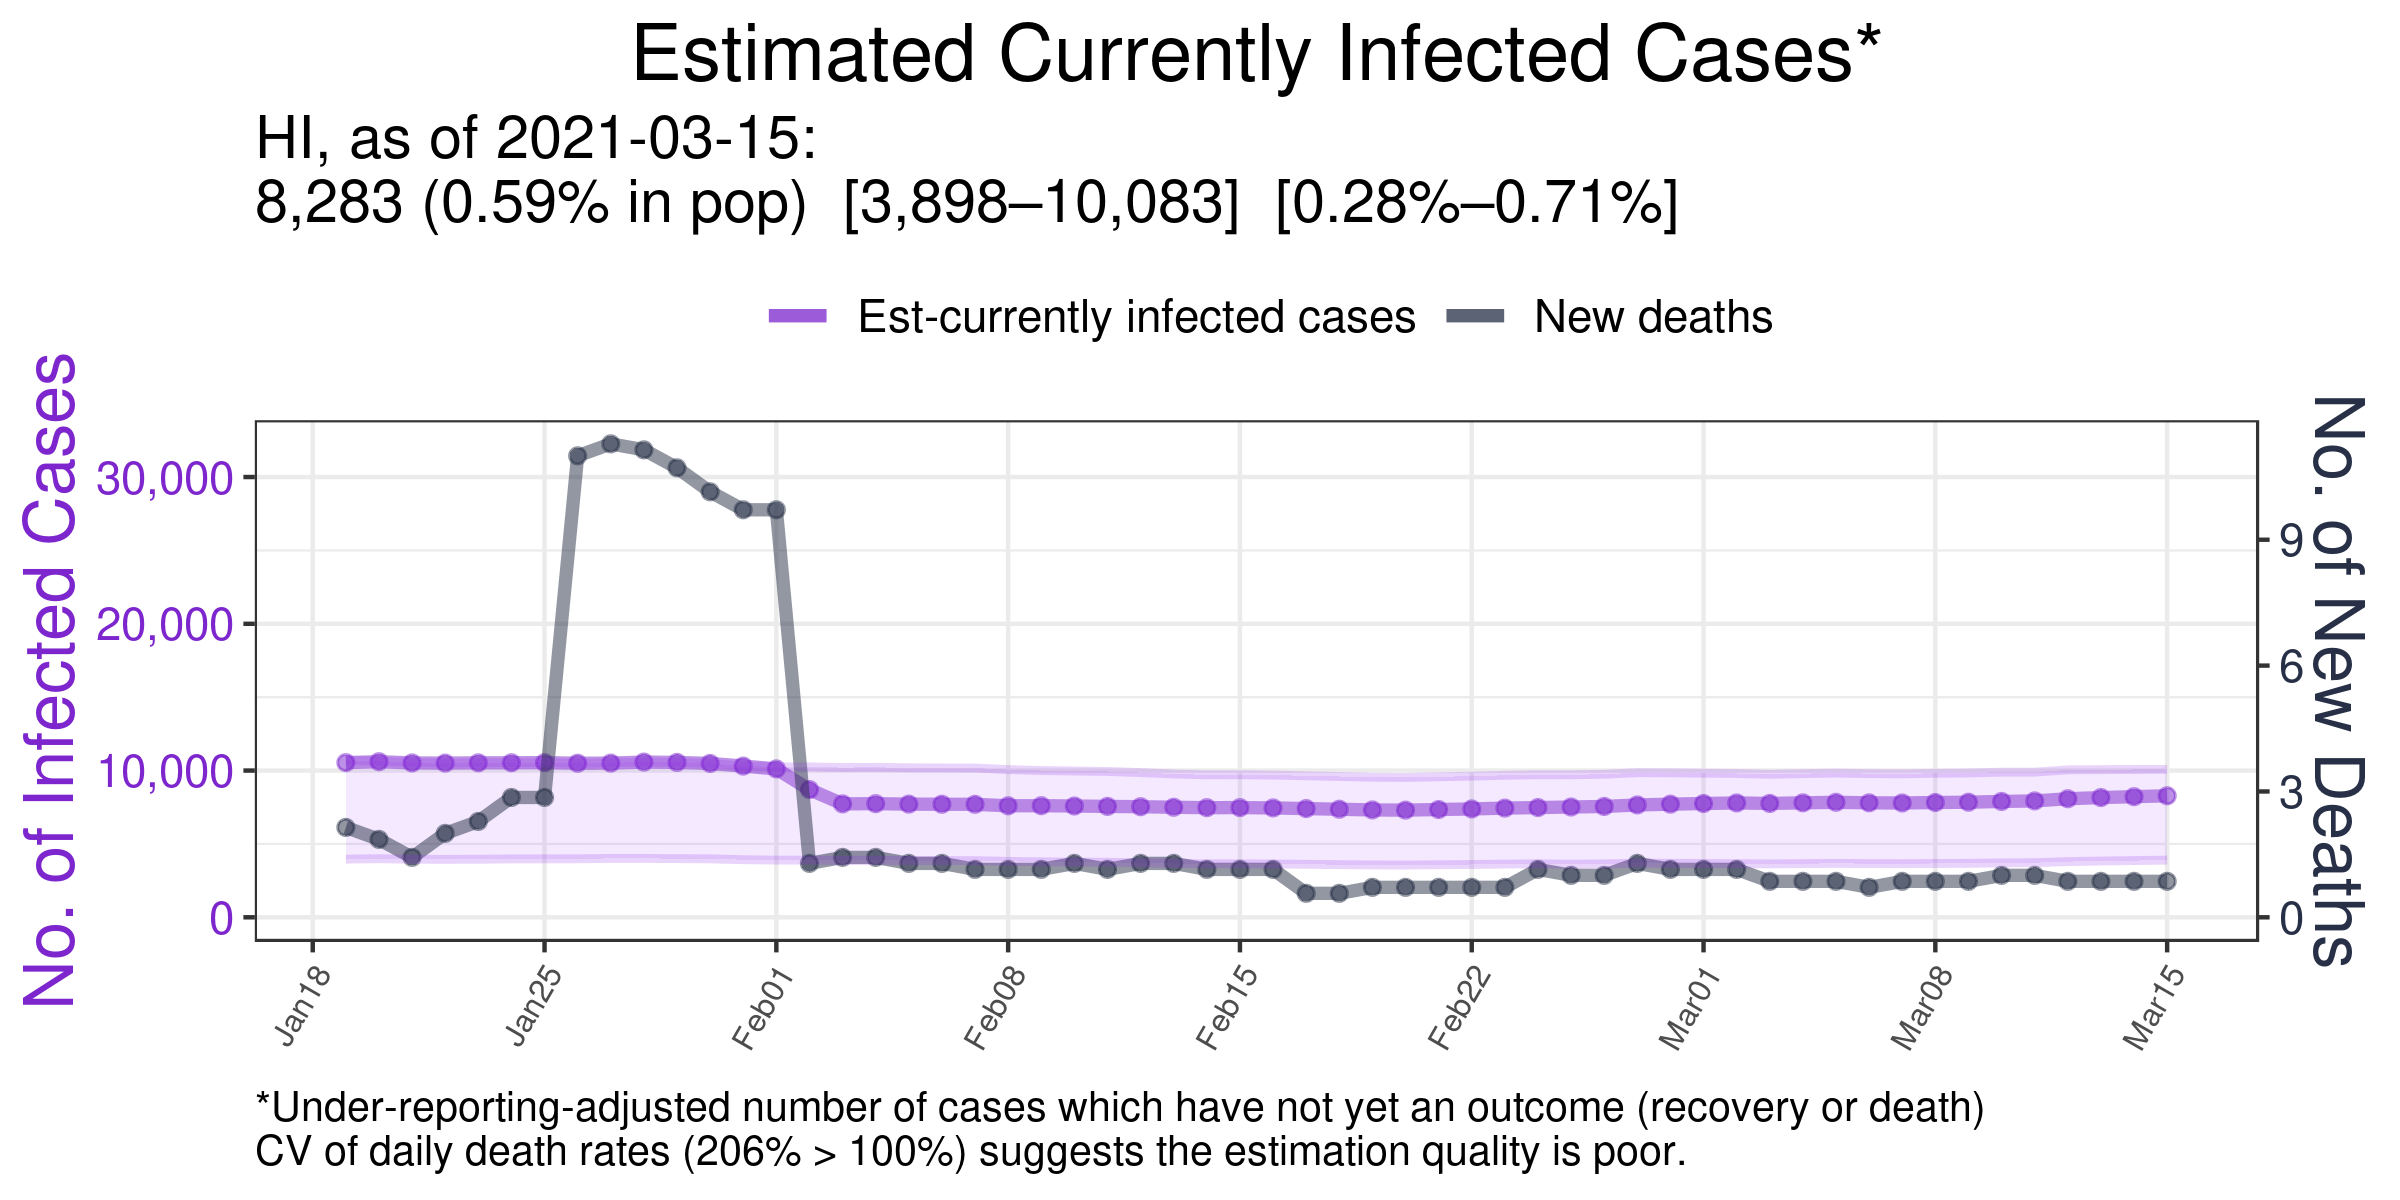 Estimated Currently Infected Cases*
HI, as of 2021-03-15:
8,283 (0.59% in pop)  [3,898–10,083]  [0.28%–0.71%]
Est-currently infected cases
New deaths
No. of Infected Cases
30,000
20,000
10,000
0
No. of New Deaths
9
6
3
0
Jan18
Jan25
Feb01
Feb08
Feb15
Feb22
Mar01
Mar08
Mar15
*Under-reporting-adjusted number of cases which have not yet an outcome (recovery or death)
CV of daily death rates (206% > 100%) suggests the estimation quality is poor.